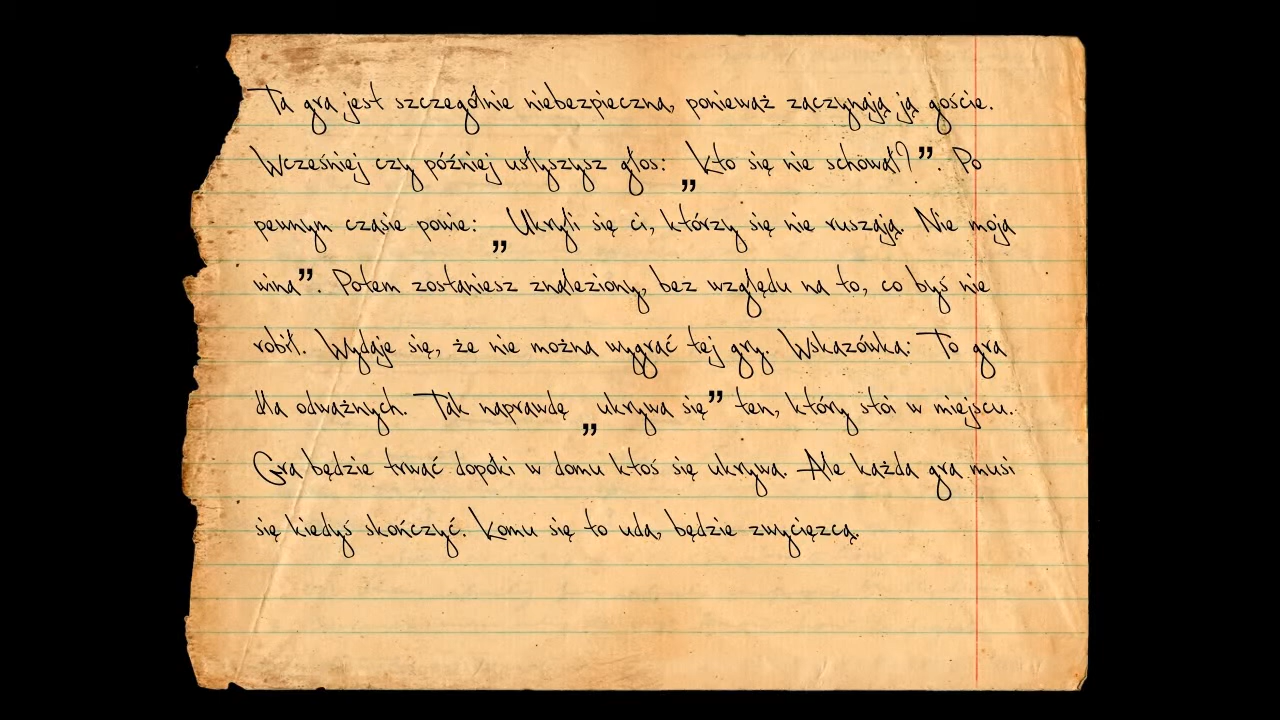 Ta gra jest szczególnie niebezpieczna, ponieważ zaczynają ją goście.
Wcześniej czy później usłyszysz głos: „Kto się nie schował?”. Po
pewnym czasie powie: „Ukryli się ci, którzy się nie ruszają. Nie moja
wina”. Potem zostaniesz znaleziony, bez względu na to, co byś nie
robił. Wydaje się, że nie można wygrać tej gry. Wskazówka: To gra
dla odważnych. Tak naprawdę „ukrywa się” ten, który stoi w miejscu.
Gra będzie trwać dopóki w domu ktoś się ukrywa. Ale każda gra musi
się kiedyś skończyć. Komu się to uda, będzie zwycięzcą.